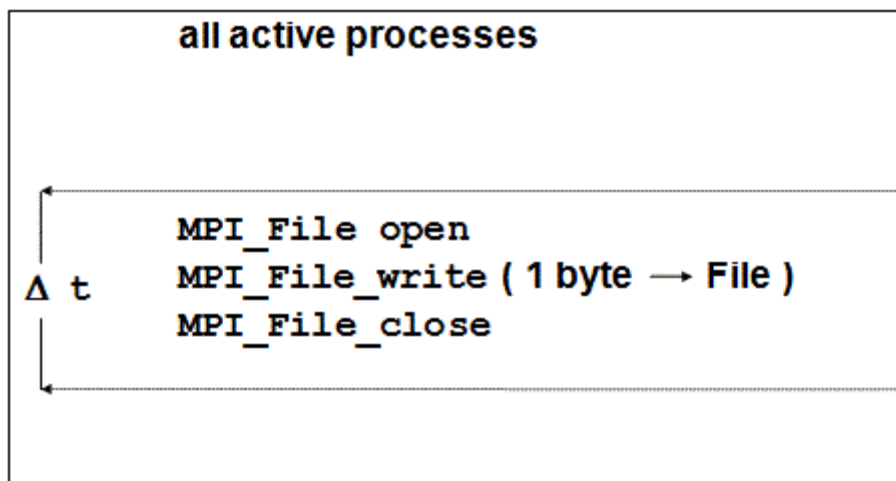 all active processes
MPI_File open
Δ t
MPI_File_write ( 1 byte → File )
MPI_File_close